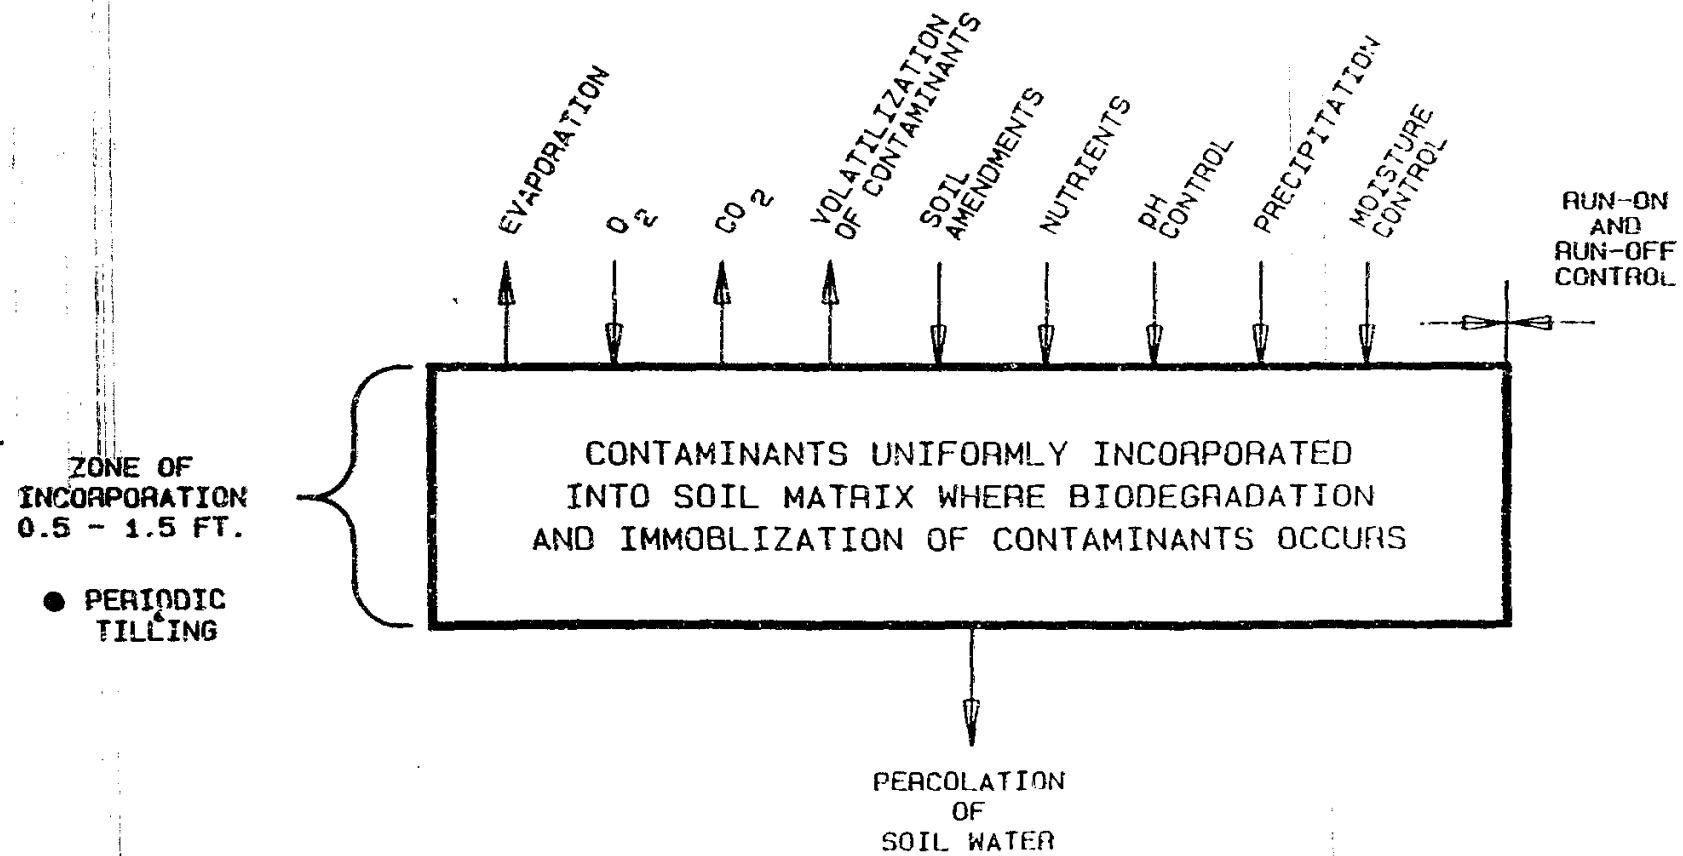 EVAPORATION
O2
CO2
VOLATILIZATION
OF CONTAMINANTS
SOIL
AMENDMENTS
NUTRIENTS
pH
CONTROL
PRECIPITATION
MOISTURE
CONTROL
RUN-ON
AND
RUN-OFF
CONTROL
CONTAMINANTS UNIFORMLY INCORPORATED
INTO SOIL MATRIX WHERE BIODEGRADATION
AND IMMOBLIZATION OF CONTAMINANTS OCCURS
ZONE OF
INCORPORATION
0.5 - 1.5 FT.
● PERIODIC
TILLING
PERCOLATION
OF
SOIL WATER